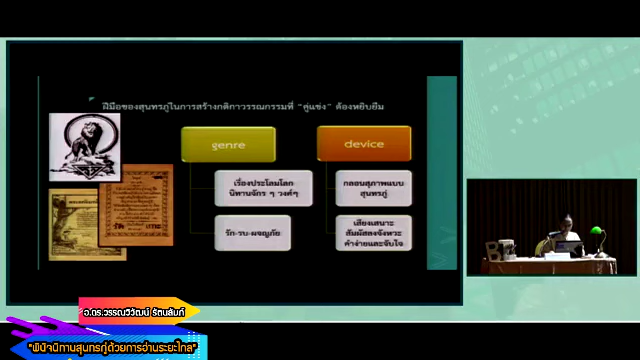 ฝีมือของสุนทรภู่ในการสร้างกติกาวรรณกรรมที่ "คู่แข่ง" ต้องหยิบยืม
genre
device
เรื่องประโลมโลก
นิทานจักร ๆ วงศ์ๆ
กลอนสุภาพแบบ
สุนทรภู่
รัก-รบ-ผจญภัย
เสียงเสนาะ
สัมผัสลงจังหวะ
คำง่ายและจับใจ
อ.ดร.วรรณวิวัฒน์ รัตนลัมภ์
"พินิจนิทานสุนทรภู่ด้วยการอ่านระยะไกล"